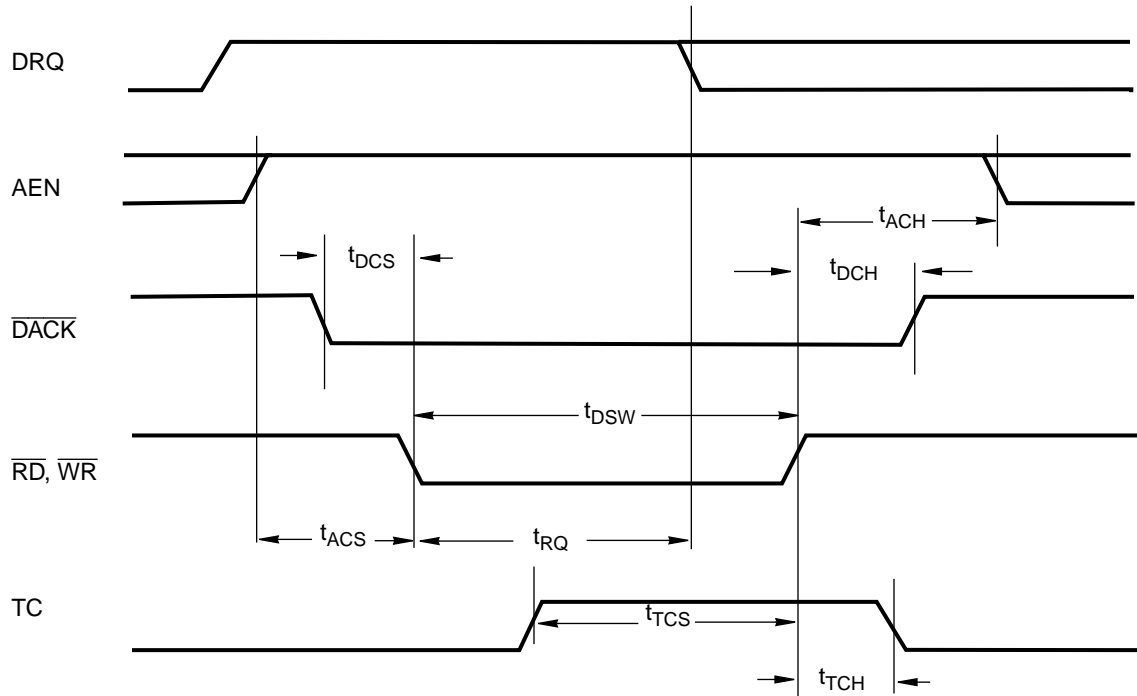 DRQ
AEN
tACH
tDCS
tDCH
DACK
tDSW
RD, WR
tACS
tRQ
TC
tTCS
tTCH